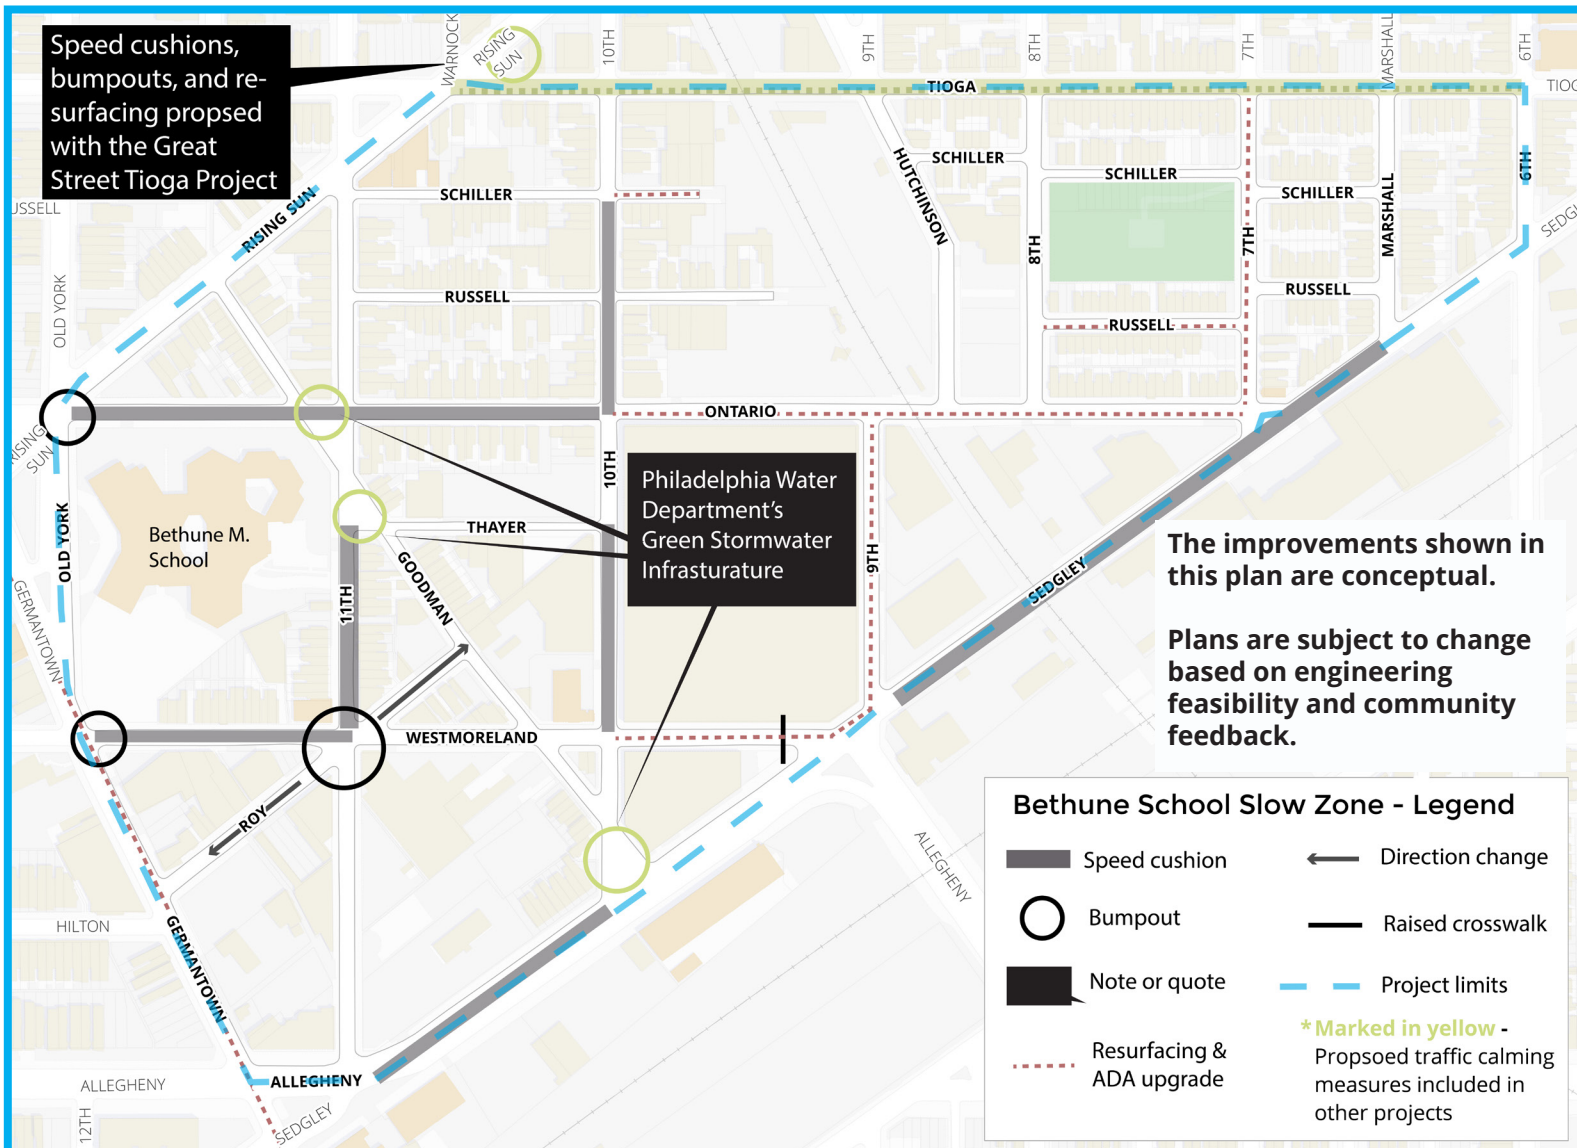 Speed cushions,
bumpouts, and re-
surfacing propsed
with the Great
Street Tioga Project
WARNOCK
RISING
SUN
10TH
9TH
8TH
7TH
MARSHALL
6TH
TIOGA
TIOG
SCHILLER
SCHILLER
SCHILLER
SCHILLER
HUTCHINSON
8TH
7TH
MARSHALL
6TH
SEDG
USSELL
RISING SUN
OLD YORK
RUSSELL
RUSSELL
RUSSELL
ONTARIO
RISING
SUN
OLD YORK
Bethune M.
School
10TH
THAYER
GOODMAN
11TH
9TH
SEDGLEY
Philadelphia Water
Department's
Green Stormwater
Infrasturature
The improvements shown in
this plan are conceptual.
Plans are subject to change
based on engineering
feasibility and community
feedback.
GERMANTOWN
WESTMORELAND
ROY
ALLEGHENY
HILTON
GERMANTOWN
ALLEGHENY
ALLEGHENY
12TH
SEDGLEY
Bethune School Slow Zone - Legend
Speed cushion
Direction change
Bumpout
Raised crosswalk
Note or quote
Project limits
Resurfacing &
ADA upgrade
*Marked in yellow -
Propsoed traffic calming
measures included in
other projects